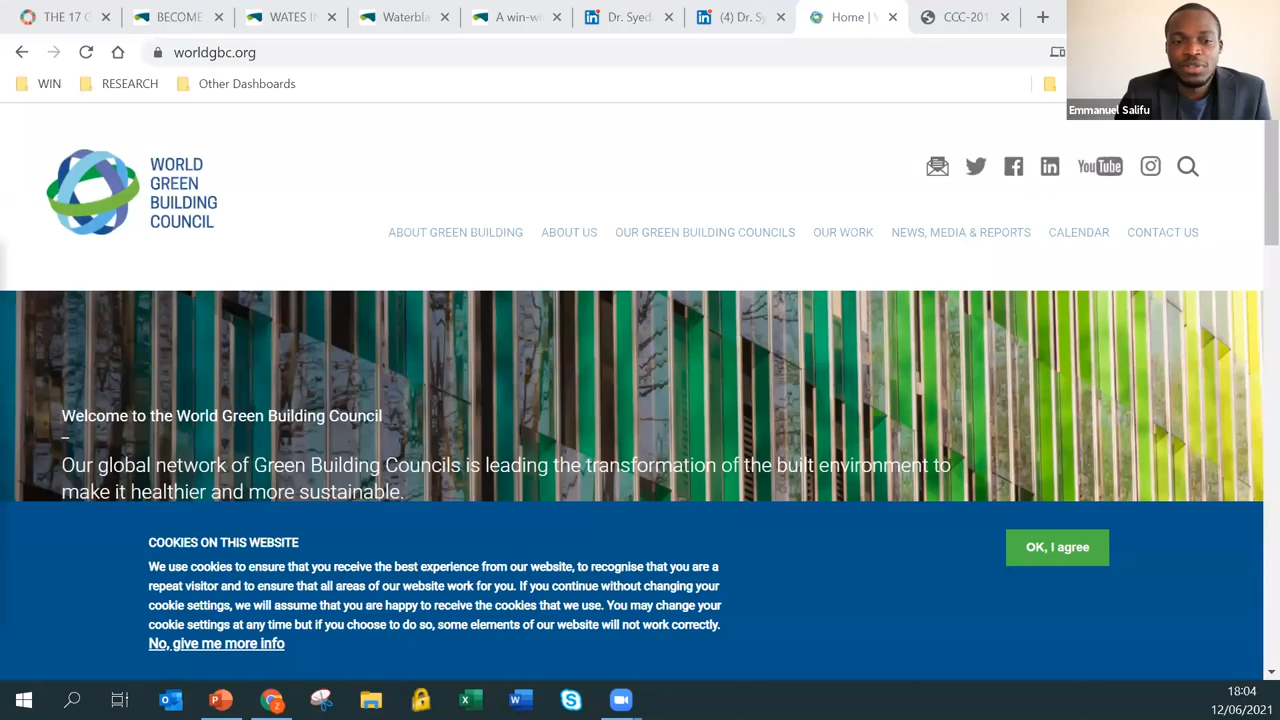 THE 17 G
BECOME
WATES I
Waterbla
A win-wi
Dr. Syed
(4) Dr. Sy
Home |
CCC-201
worldgbc.org
WIN
RESEARCH
Other Dashboards
Emmanuel Salifu
WORLD
GREEN
BUILDING
COUNCIL
YouTube
ABOUT GREEN BUILDING
ABOUT US
OUR GREEN BUILDING COUNCILS
OUR WORK
NEWS, MEDIA & REPORTS
CALENDAR
CONTACT US
Welcome to the World Green Building Council
–
Our global network of Green Building Councils is leading the transformation of the built environment to
make it healthier and more sustainable.
COOKIES ON THIS WEBSITE
We use cookies to ensure that you receive the best experience from our website, to recognise that you are a
repeat visitor and to ensure that all areas of our website work for you. If you continue without changing your
cookie settings, we will assume that you are happy to receive the cookies that we use. You may change your
cookie settings at any time but if you choose to do so, some elements of our website will not work correctly.
No, give me more info
OK, I agree
18:04
12/06/2021